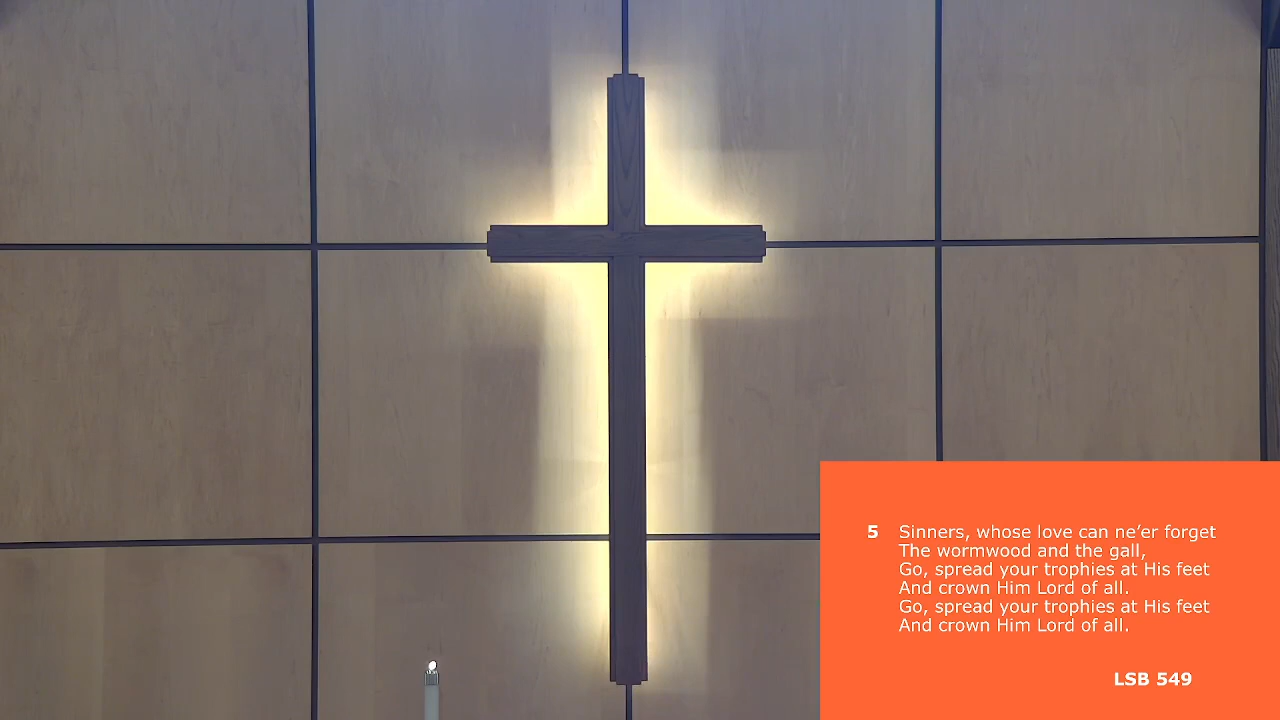 5 Sinners, whose love can ne’er forget
The wormwood and the gall,
Go, spread your trophies at His feet
And crown Him Lord of all.
Go, spread your trophies at His feet
And crown Him Lord of all.
LSB 549